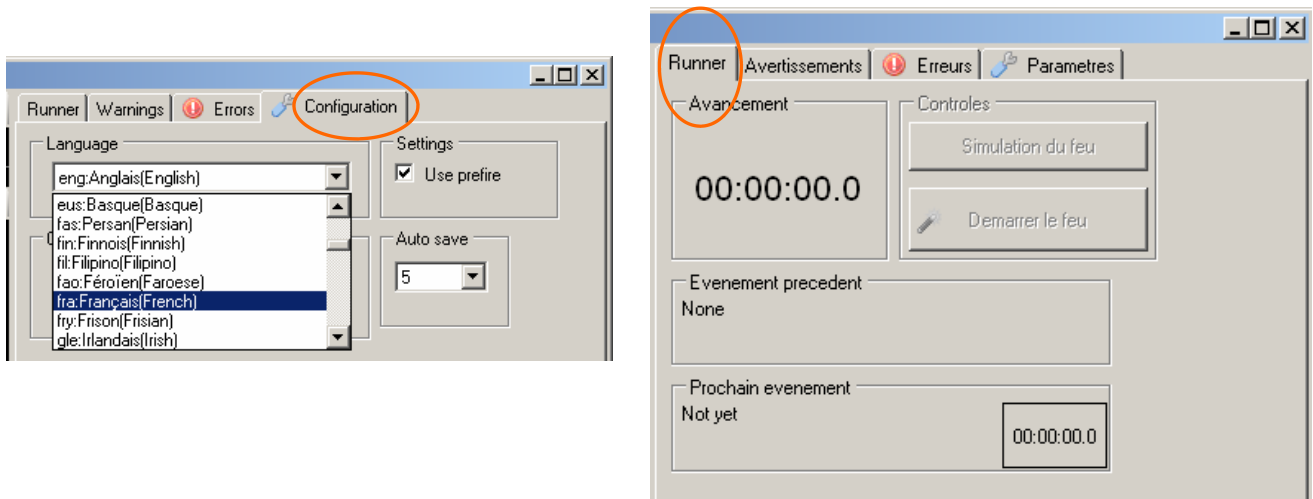 Runner Warnings Errors Configuration
Language
eng:Anglais(English)
eus:Basque(Basque)
fas:Persan(Persian)
fin:Finnois(Finnish)
fil:Filipino(Filipino)
fao:Féroïen(Faroese)
fra:Français(French)
fry:Frison(Frisian)
gle:Irlandais(Irish)
Settings
Use prefire
Auto save
5
Runner Avertissements Erreurs Parametres
Avancement
00:00:00.0
Controles
Simulation du feu
Demarrer le feu
Evenement precedent
None
Prochain evenement
Not yet
00:00:00.0